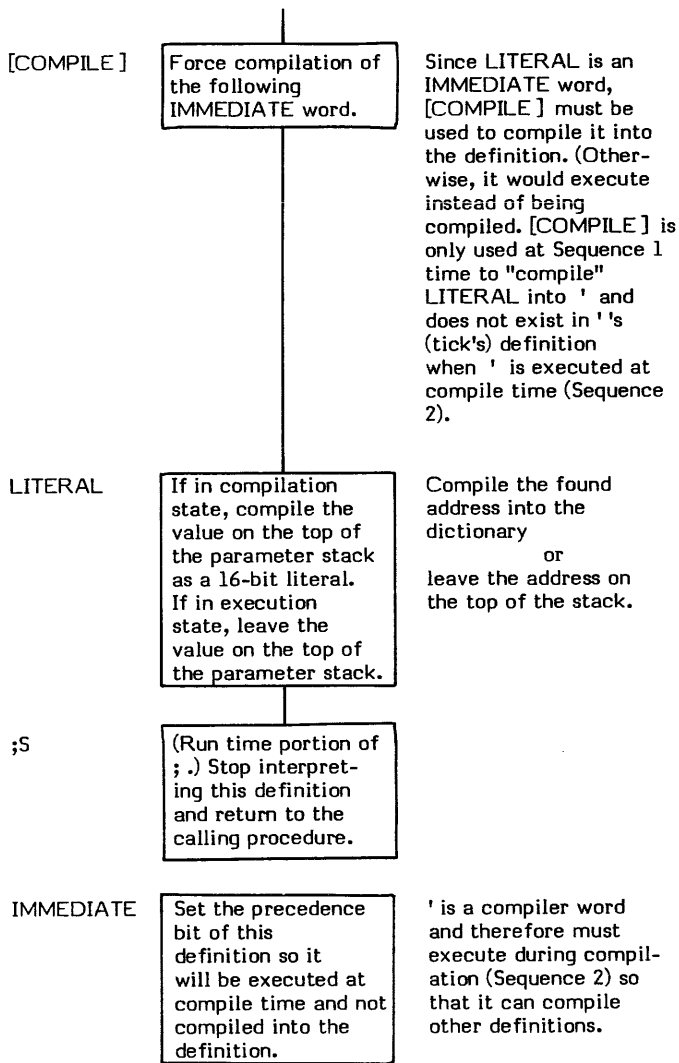 [COMPILE]
Force compilation of
the following
IMMEDIATE word.
Since LITERAL is an
IMMEDIATE word,
[COMPILE] must be
used to compile it into
the definition. (Other-
wise, it would execute
instead of being
compiled. [COMPILE] is
only used at Sequence 1
time to "compile"
LITERAL into ' and
does not exist in ' 's
(tick's) definition
when ' is executed at
compile time (Sequence
2).
LITERAL
If in compilation
state, compile the
value on the top of
the parameter stack
as a 16-bit literal.
If in execution
state, leave the
value on the top of
the parameter stack.
Compile the found
address into the
dictionary
or
leave the address on
the top of the stack.
;S
(Run time portion of
; .) Stop interpret-
ing this definition
and return to the
calling procedure.
IMMEDIATE
Set the precedence
bit of this
definition so it
will be executed at
compile time and not
compiled into the
definition.
' is a compiler word
and therefore must
execute during compil-
ation (Sequence 2) so
that it can compile
other definitions.